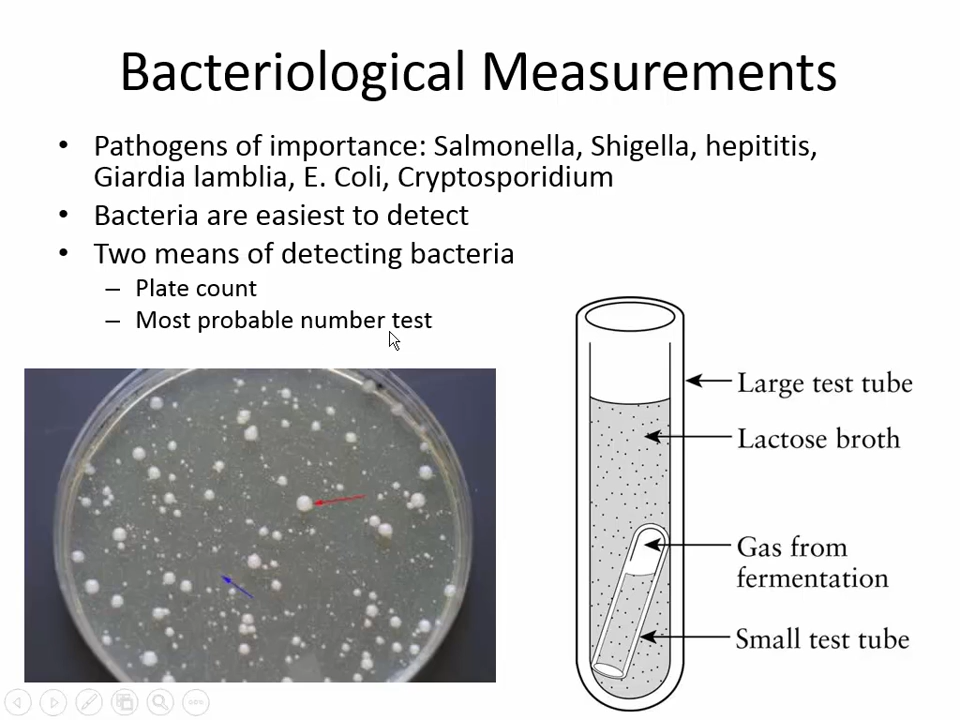 Bacteriological Measurements
• Pathogens of importance: Salmonella, Shigella, hepititis,
Giardia lamblia, E. Coli, Cryptosporidium
• Bacteria are easiest to detect
• Two means of detecting bacteria
– Plate count
– Most probable number test
Large test tube
Lactose broth
Gas from
fermentation
Small test tube